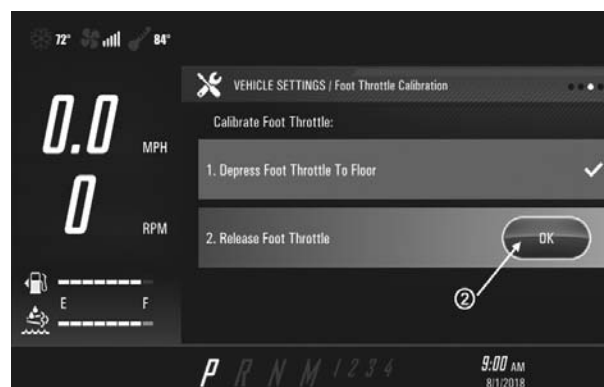 72° 84°
VEHICLE SETTINGS / Foot Throttle Calibration
Calibrate Foot Throttle:
0.0 MPH
1. Depress Foot Throttle To Floor
0 RPM
2. Release Foot Throttle OK
2
E F
P R N M 1 2 3 4
9:00 AM
8/1/2018